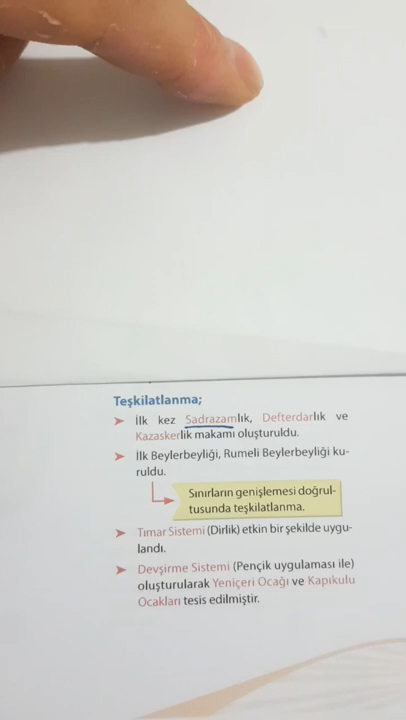 Teşkilatlanma;
➤ İlk kez Sadrazamlık, Defterdarlık ve
Kazaskerlik makamı oluşturuldu.
➤ İlk Beylerbeyliği, Rumeli Beylerbeyliği ku-
ruldu.
Sınırların genişlemesi doğrul-
tusunda teşkilatlanma.
➤ Tımar Sistemi (Dirlik) etkin bir şekilde uygu-
landı.
➤ Devşirme Sistemi (Pençik uygulaması ile)
oluşturularak Yeniçeri Ocağı ve Kapıkulu
Ocakları tesis edilmiştir.